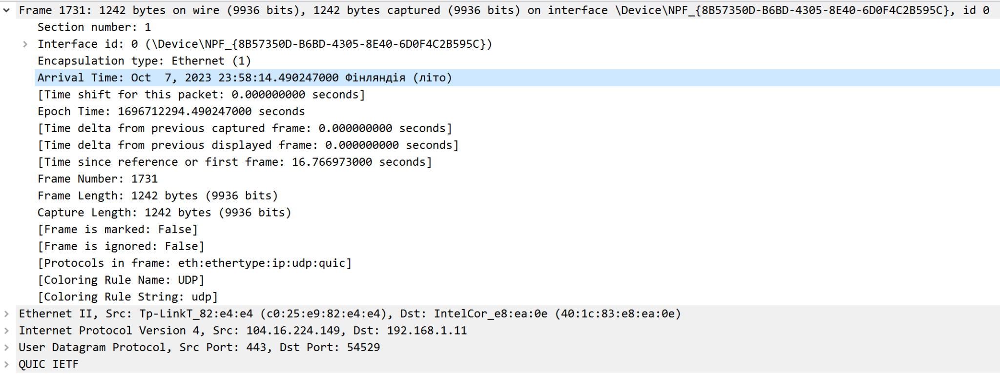 Frame 1731: 1242 bytes on wire (9936 bits), 1242 bytes captured (9936 bits) on interface \Device\NPF_{8B57350D-B6BD-4305-8E40-6D0F4C2B595C}, id 0
Section number: 1
Interface id: 0 (\Device\NPF_{8B57350D-B6BD-4305-8E40-6D0F4C2B595C})
Encapsulation type: Ethernet (1)
Arrival Time: Oct  7, 2023 23:58:14.490247000 Фінляндія (літо)
[Time shift for this packet: 0.000000000 seconds]
Epoch Time: 1696712294.490247000 seconds
[Time delta from previous captured frame: 0.000000000 seconds]
[Time delta from previous displayed frame: 0.000000000 seconds]
[Time since reference or first frame: 16.766973000 seconds]
Frame Number: 1731
Frame Length: 1242 bytes (9936 bits)
Capture Length: 1242 bytes (9936 bits)
[Frame is marked: False]
[Frame is ignored: False]
[Protocols in frame: eth:ethertype:ip:udp:quic]
[Coloring Rule Name: UDP]
[Coloring Rule String: udp]
Ethernet II, Src: Tp-LinkT_82:e4:e4 (c0:25:e9:82:e4:e4), Dst: IntelCor_e8:ea:0e (40:1c:83:e8:ea:0e)
Internet Protocol Version 4, Src: 104.16.224.149, Dst: 192.168.1.11
User Datagram Protocol, Src Port: 443, Dst Port: 54529
QUIC IETF